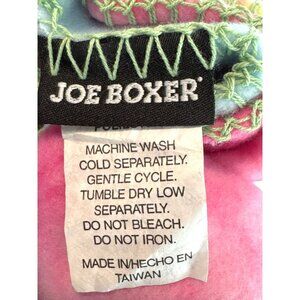 JOE BOXER
MACHINE WASH
COLD SEPARATELY.
GENTLE CYCLE.
TUMBLE DRY LOW
SEPARATELY.
DO NOT BLEACH.
DO NOT IRON.
MADE IN/HECHO EN
TAIWAN